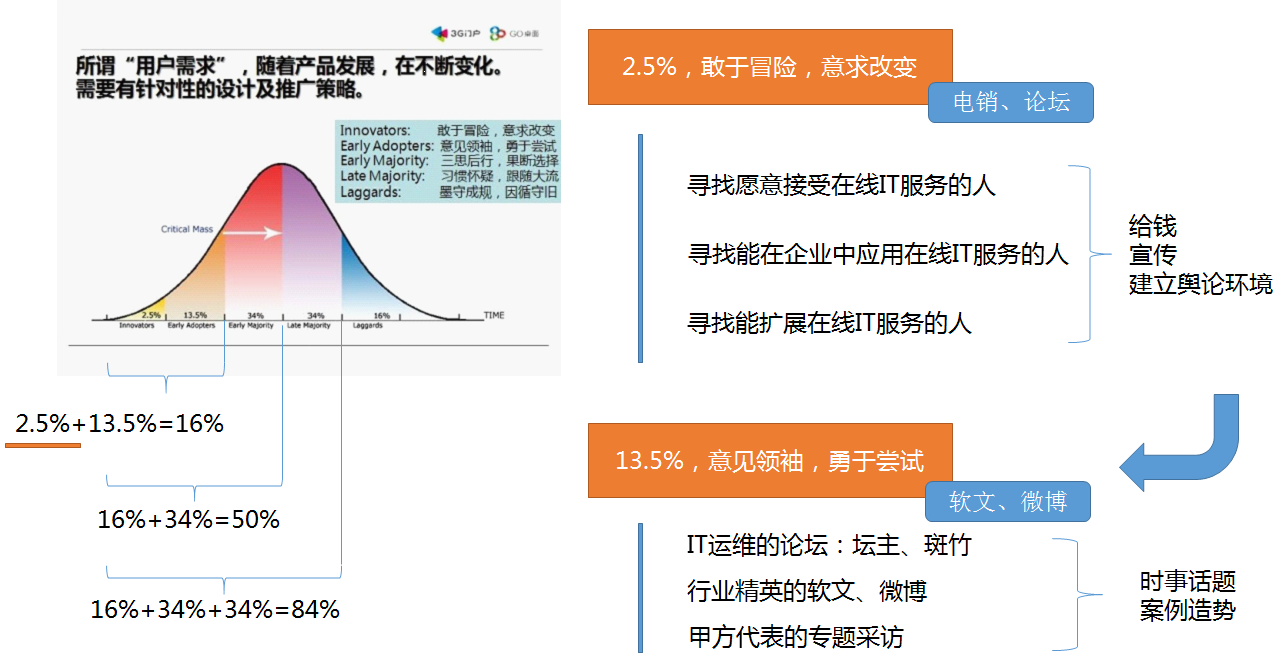 3G门户 GO桌面
所谓“用户需求”，随着产品发展，在不断变化。
需要有针对性的设计及推广策略。
Innovators: 敢于冒险，意求改变
Early Adopters: 意见领袖，勇于尝试
Early Majority: 三思后行，果断选择
Late Majority: 习惯怀疑，跟随大流
Laggards: 墨守成规，因循守旧
Critical Mass
2.5% 13.5% 34% 34% 16%
TIME
Innovators Early Adopters Early Majority Late Majority Laggards
2.5%+13.5%=16%
16%+34%=50%
16%+34%+34%=84%
2.5%，敢于冒险，意求改变
电销、论坛
寻找愿意接受在线IT服务的人
寻找能在企业中应用在线IT服务的人
寻找能扩展在线IT服务的人
给钱
宣传
建立舆论环境
13.5%，意见领袖，勇于尝试
软文、微博
IT运维的论坛：坛主、斑竹
行业精英的软文、微博
甲方代表的专题采访
时事话题
案例造势